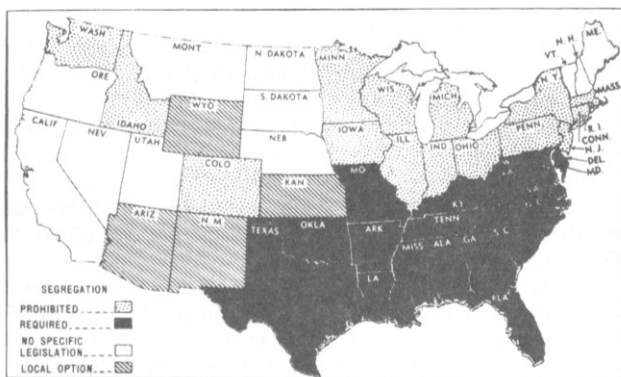 WASH
MONT
N DAKOTA
MINN
N. H.
ME.
VT.
ORE
IDAHO
WYO
S DAKOTA
WIS
MICH
N Y
MASS
R. I.
CONN.
N. J.
DEL.
MD.
CALIF
NEV
UTAH
COLO
NEB
IOWA
ILL
IND
OHIO
PENN
KAN
MO
KY
VA
N C
ARIZ
N M
TEXAS
OKLA
ARK
TENN
MISS
ALA
GA
S C
LA
FLA
SEGREGATION
PROHIBITED
REQUIRED
NO SPECIFIC
LEGISLATION
LOCAL OPTION